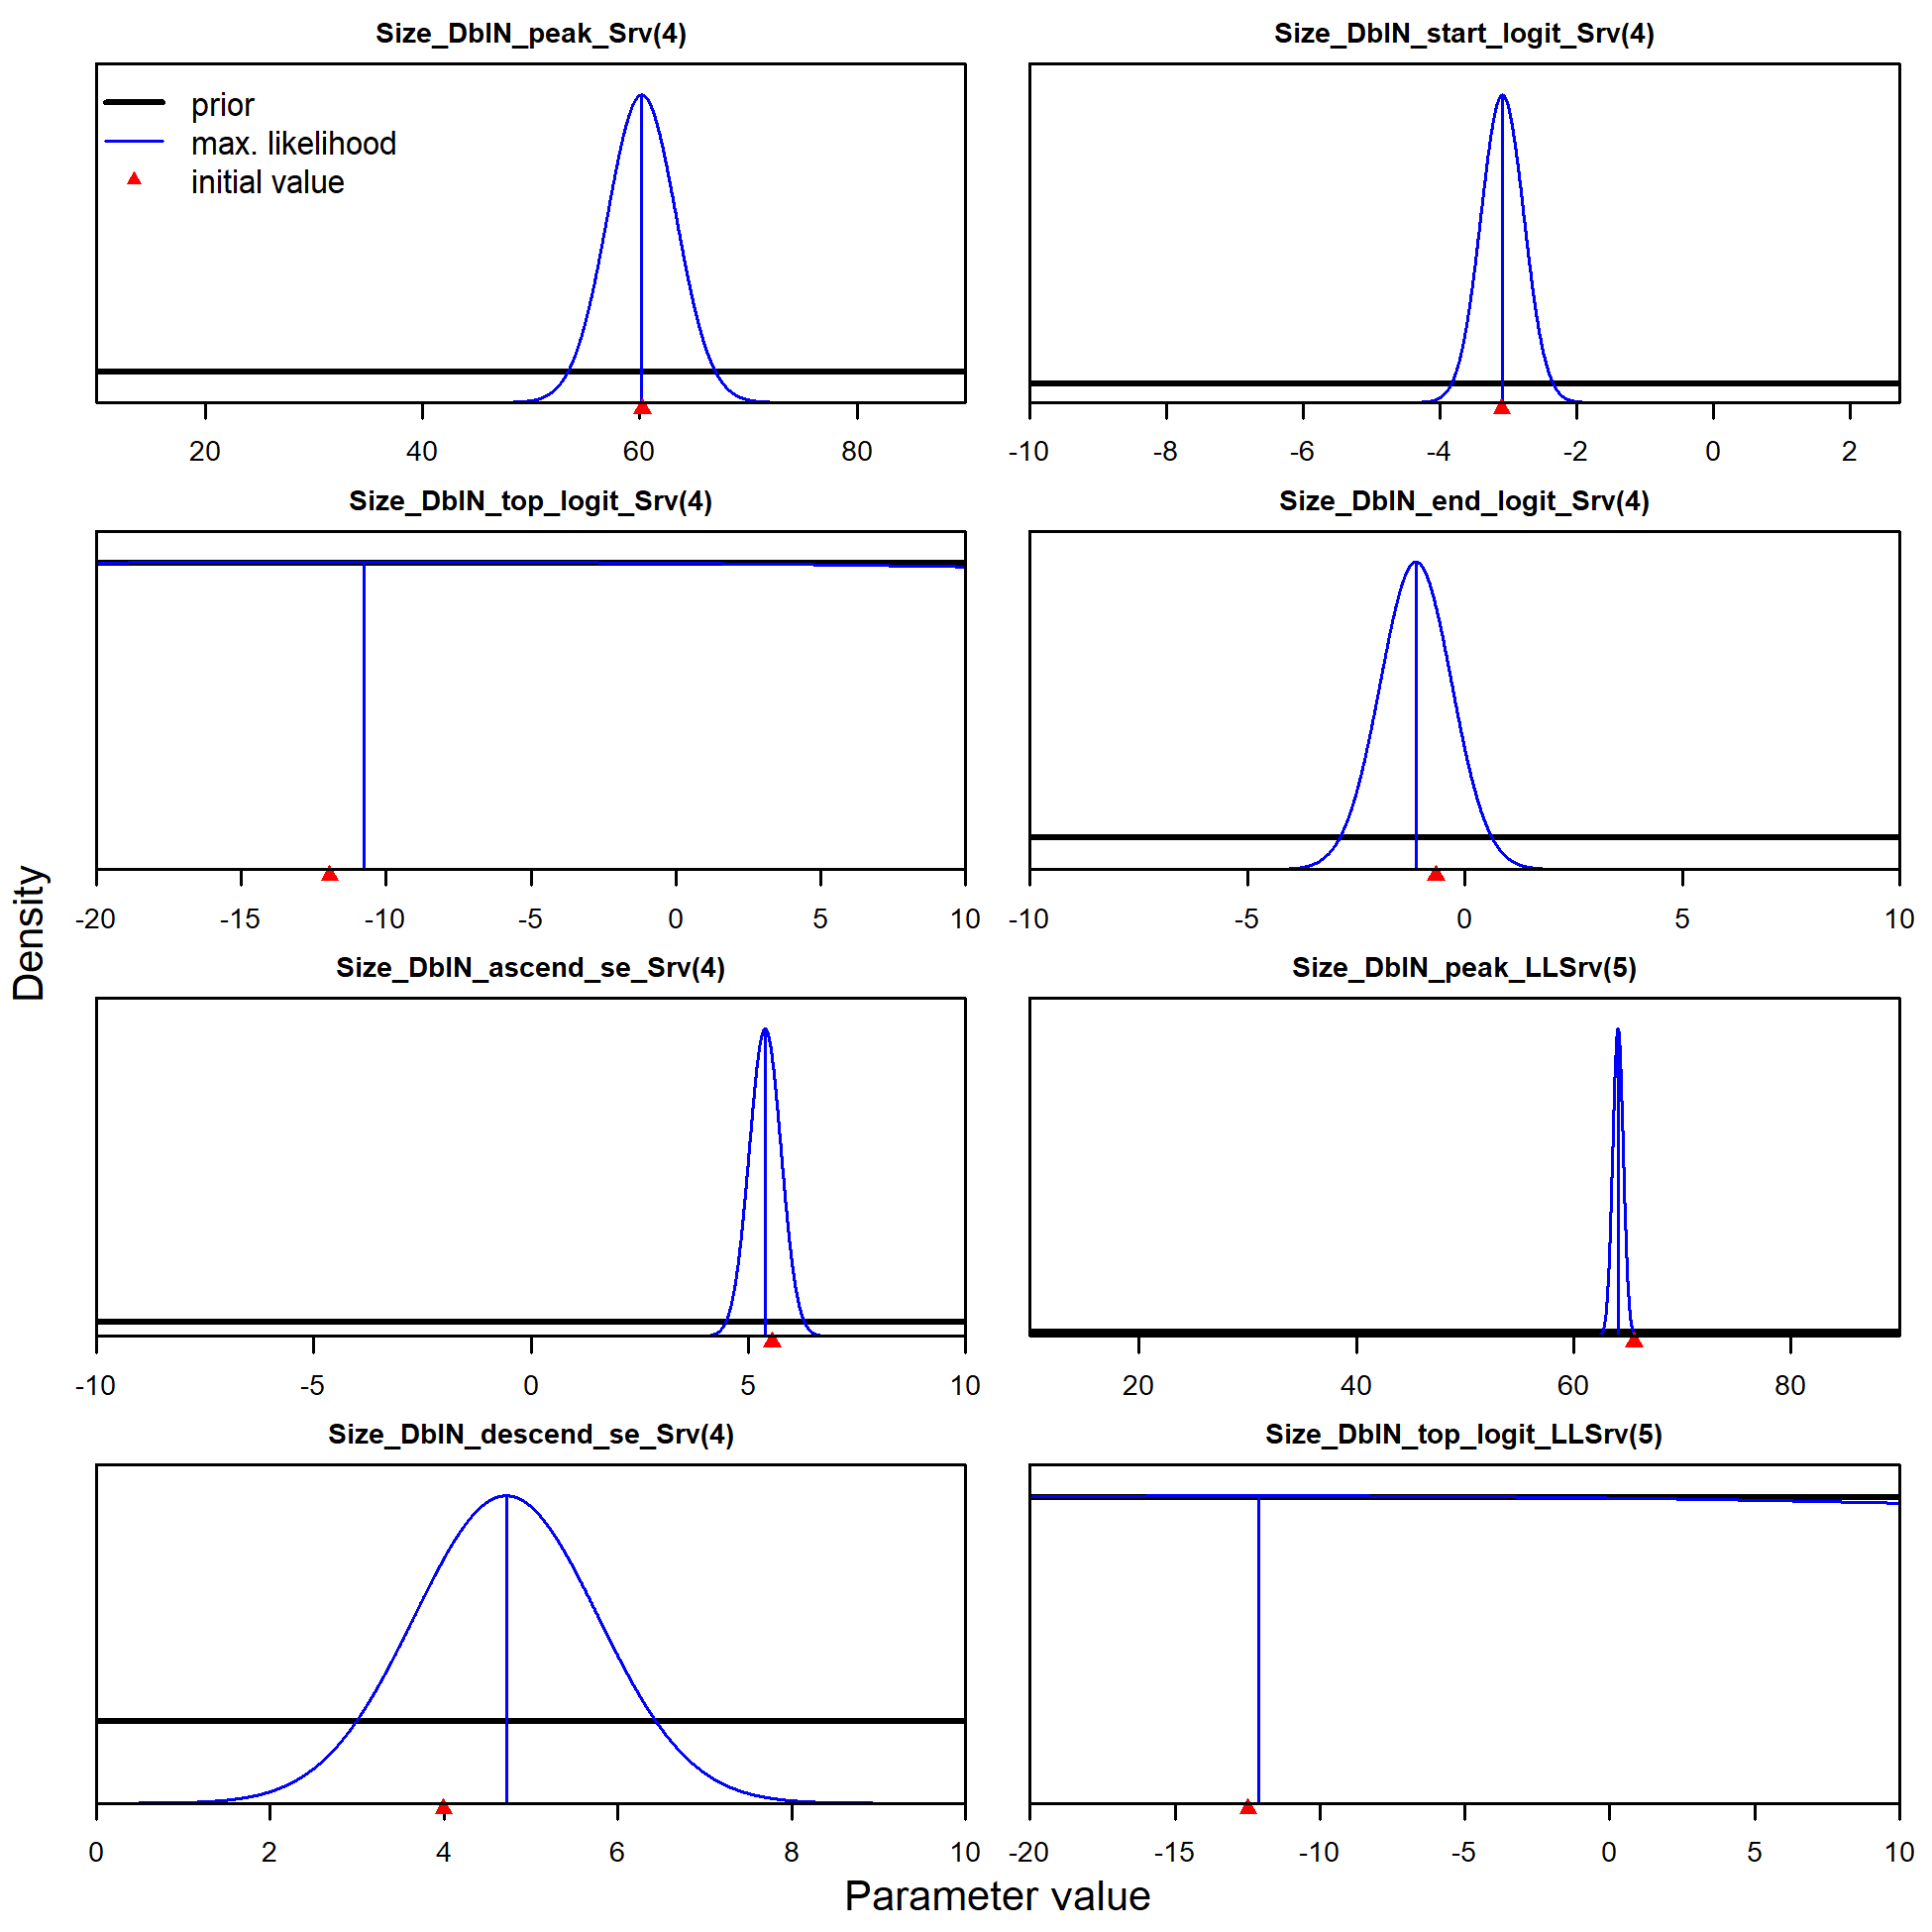 Size_DblN_peak_Srv(4)
prior
max. likelihood
initial value
20 40 60 80
Size_DblN_start_logit_Srv(4)
-10 -8 -6 -4 -2 0 2
Size_DblN_top_logit_Srv(4)
-20 -15 -10 -5 0 5 10
Size_DblN_end_logit_Srv(4)
-10 -5 0 5 10
Size_DblN_ascend_se_Srv(4)
-10 -5 0 5 10
Size_DblN_peak_LLSrv(5)
20 40 60 80
Size_DblN_descend_se_Srv(4)
0 2 4 6 8 10
Size_DblN_top_logit_LLSrv(5)
-20 -15 -10 -5 0 5 10
Density
Parameter value